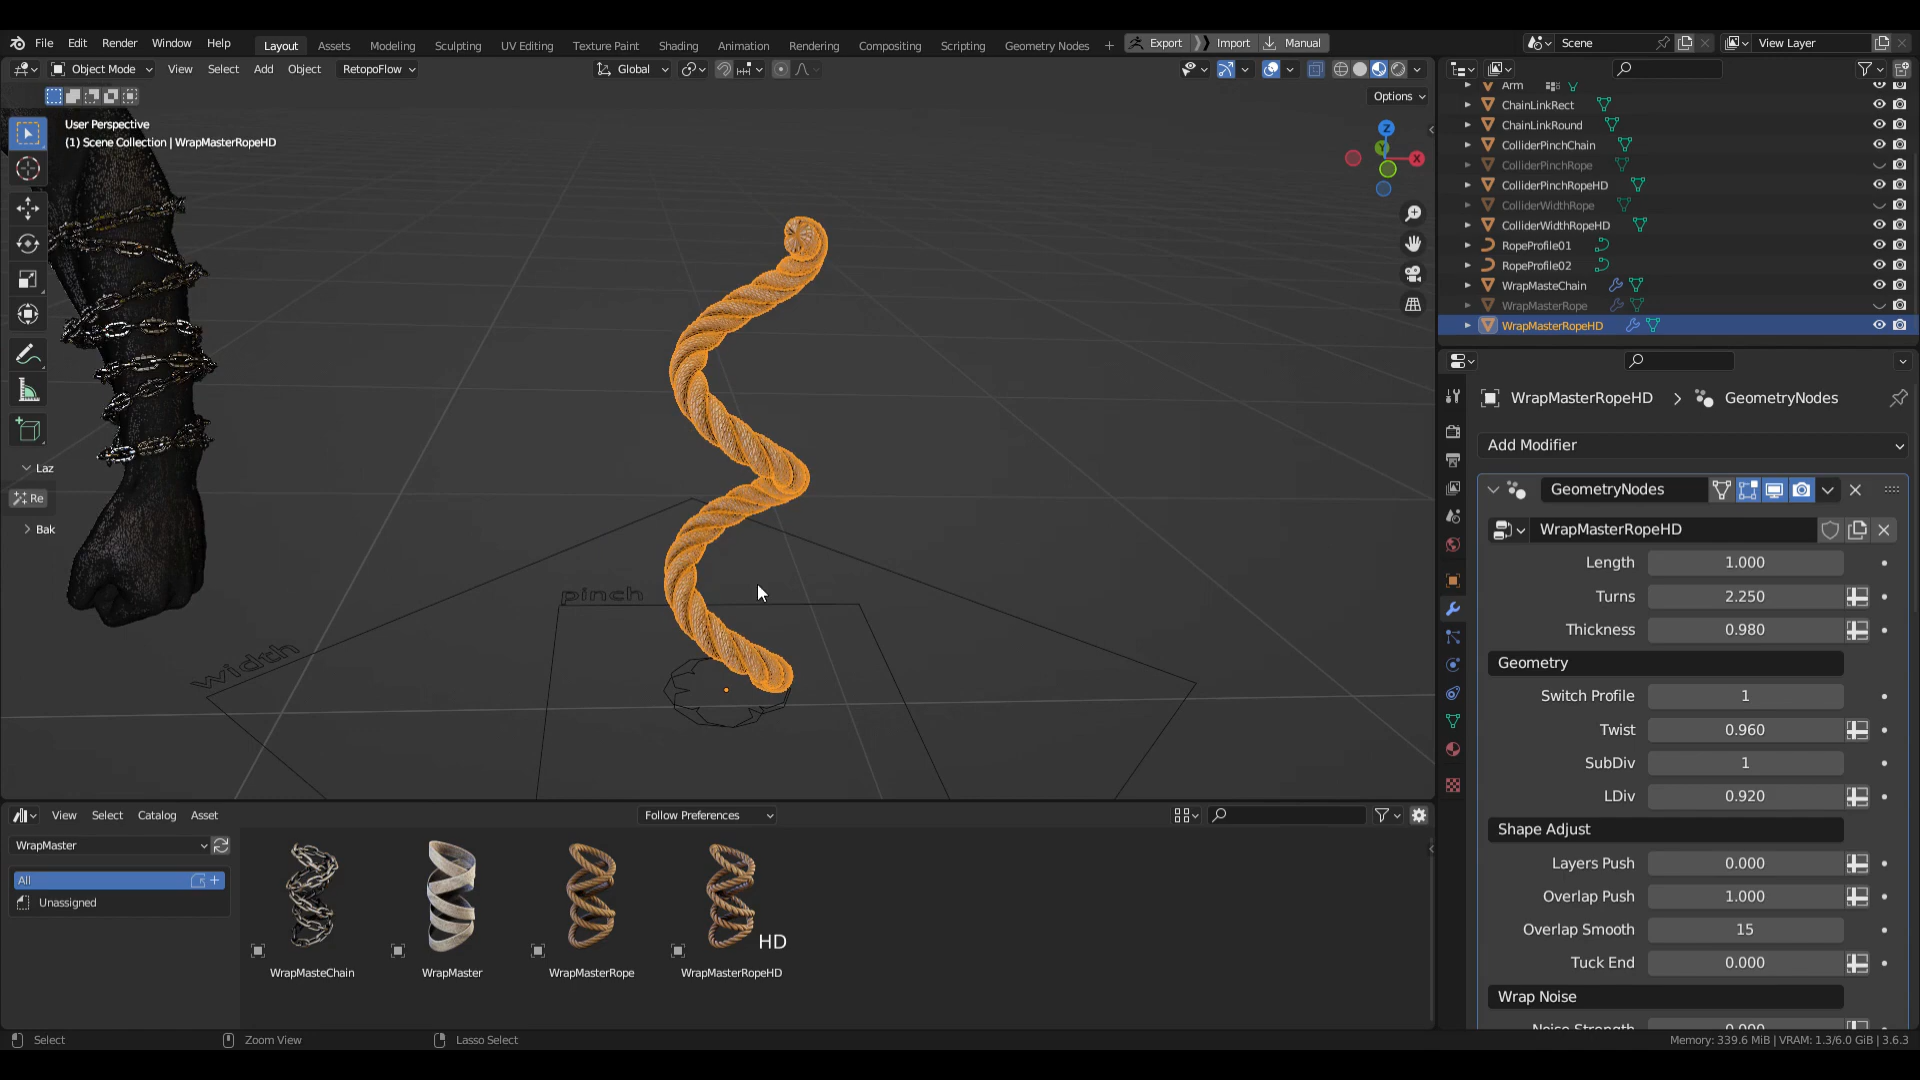 File Edit Render Window Help Layout Assets Modeling Sculpting UV Editing Texture Paint Shading Animation Rendering Compositing Scripting Geometry Nodes + Export Import Manual Scene View Layer
Object Mode View Select Add Object RetopoFlow Global
Options
User Perspective
(1) Scene Collection | WrapMasterRopeHD
Z
Y
X
Laz
Re
Bak
pinch
width
Arm
ChainLinkRect
ChainLinkRound
ColliderPinchChain
ColliderPinchRope
ColliderPinchRopeHD
ColliderWidthRope
ColliderWidthRopeHD
RopeProfile01
RopeProfile02
WrapMasteChain
WrapMasterRope
WrapMasterRopeHD
WrapMasterRopeHD > GeometryNodes
Add Modifier
GeometryNodes
WrapMasterRopeHD
Length 1.000
Turns 2.250
Thickness 0.980
Geometry
Switch Profile 1
Twist 0.960
SubDiv 1
LDiv 0.920
Shape Adjust
Layers Push 0.000
Overlap Push 1.000
Overlap Smooth 15
Tuck End 0.000
Wrap Noise
Noise Strength 0.000
View Select Catalog Asset Follow Preferences
WrapMaster
All
Unassigned
HD
WrapMasteChain WrapMaster WrapMasterRope WrapMasterRopeHD
Select Zoom View Lasso Select Memory: 339.6 MiB | VRAM: 1.3/6.0 GiB | 3.6.3